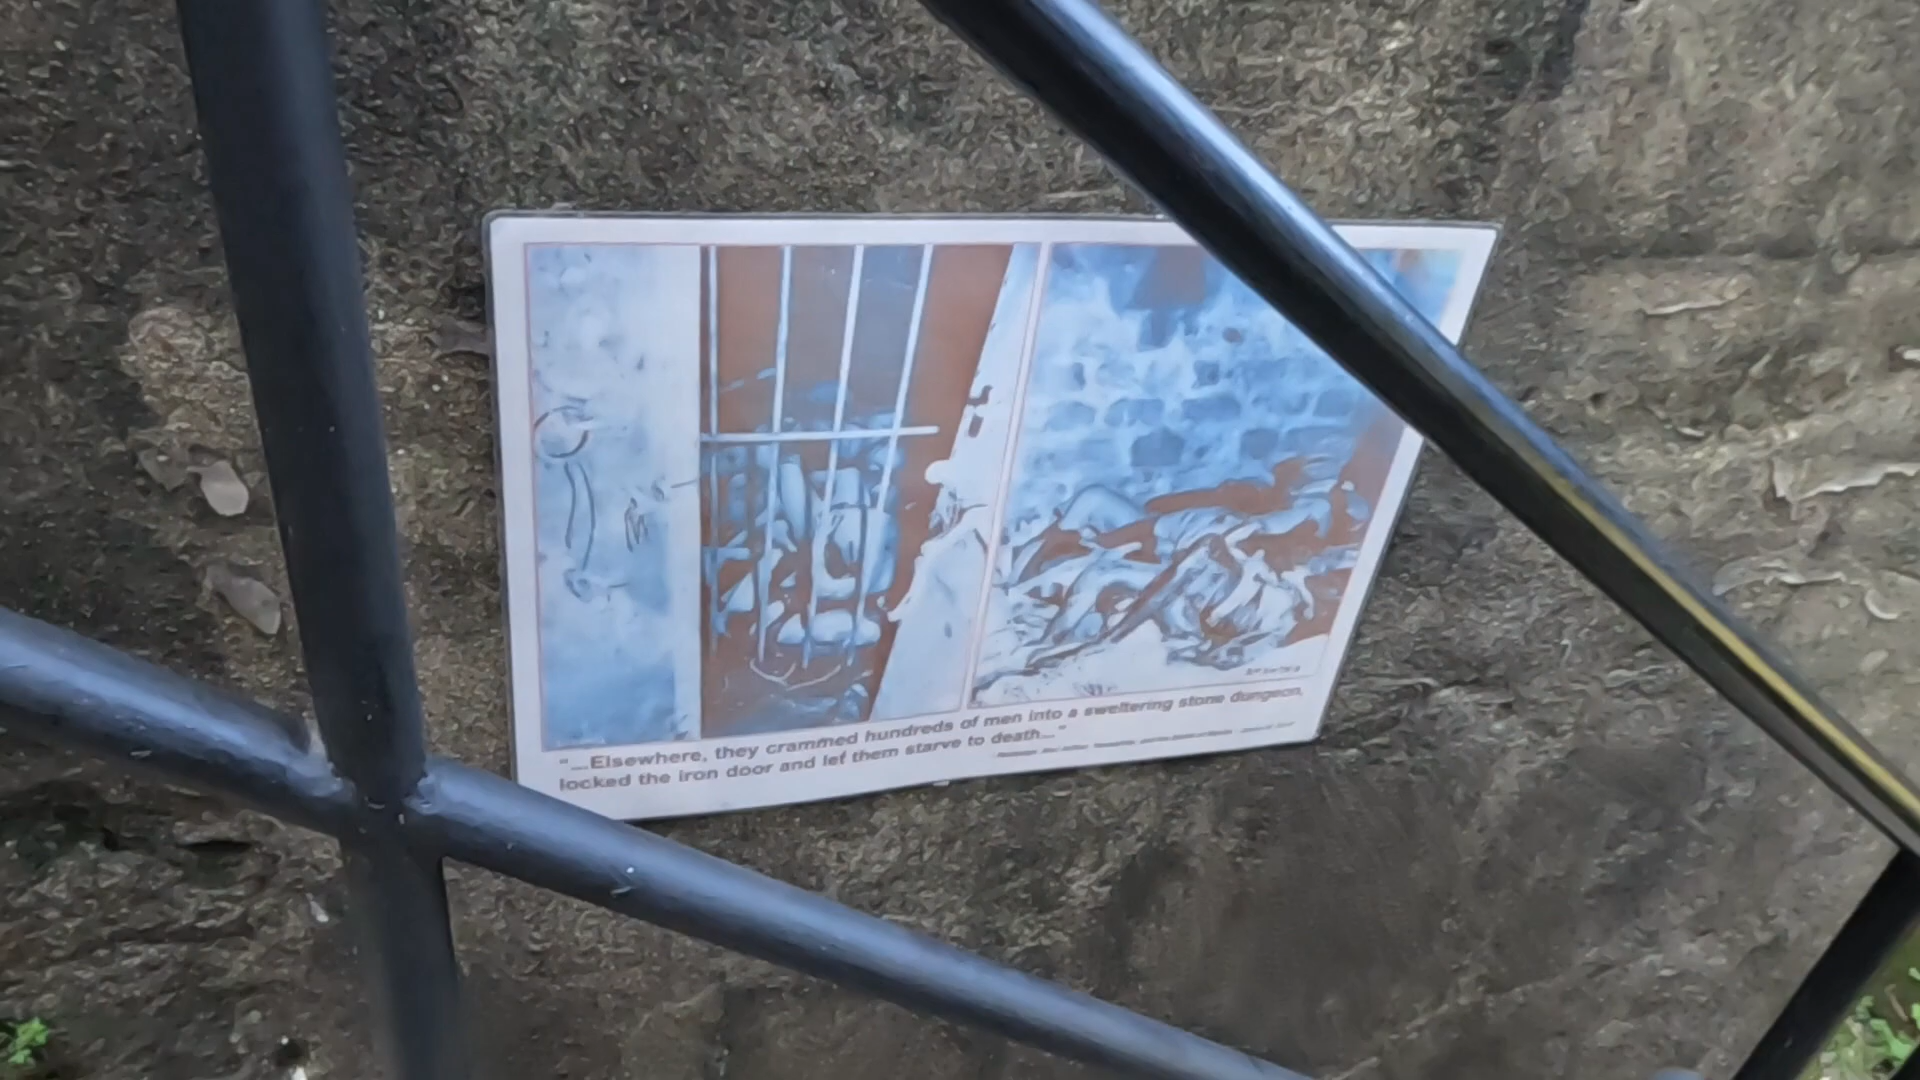 "...Elsewhere, they crammed hundreds of men into a sweltering stone dungeon,
locked the iron door and let them starve to death..."